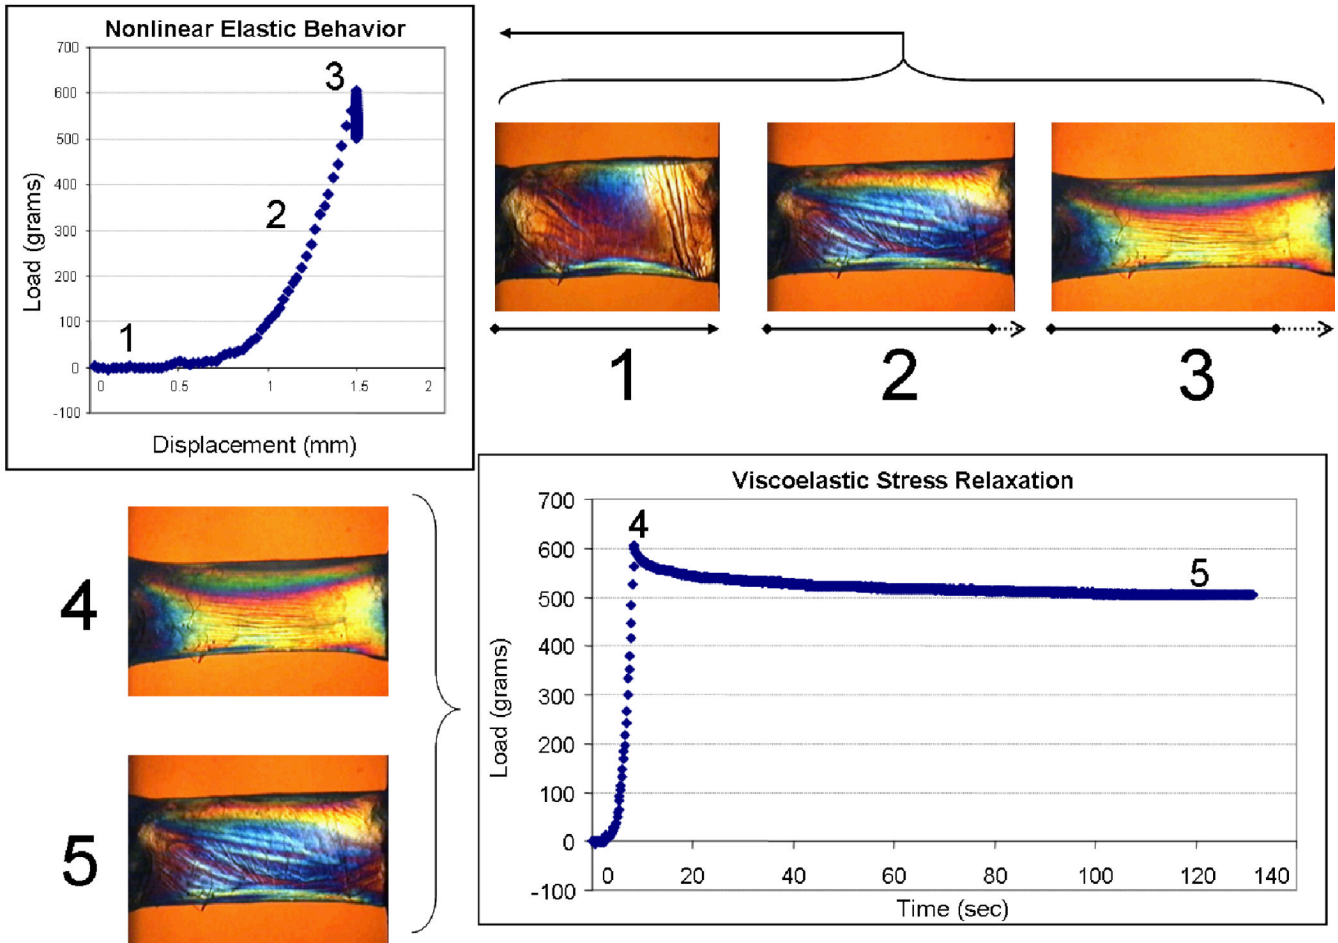 Nonlinear Elastic Behavior
700
600
500
400
300
200
100
0
-100
Load (grams)
0 0.5 1 1.5 2
Displacement (mm)
1
2
3
1 2 3
4
5
Viscoelastic Stress Relaxation
700
600
500
400
300
200
100
0
-100
Load (grams)
0 20 40 60 80 100 120 140
Time (sec)
4
5